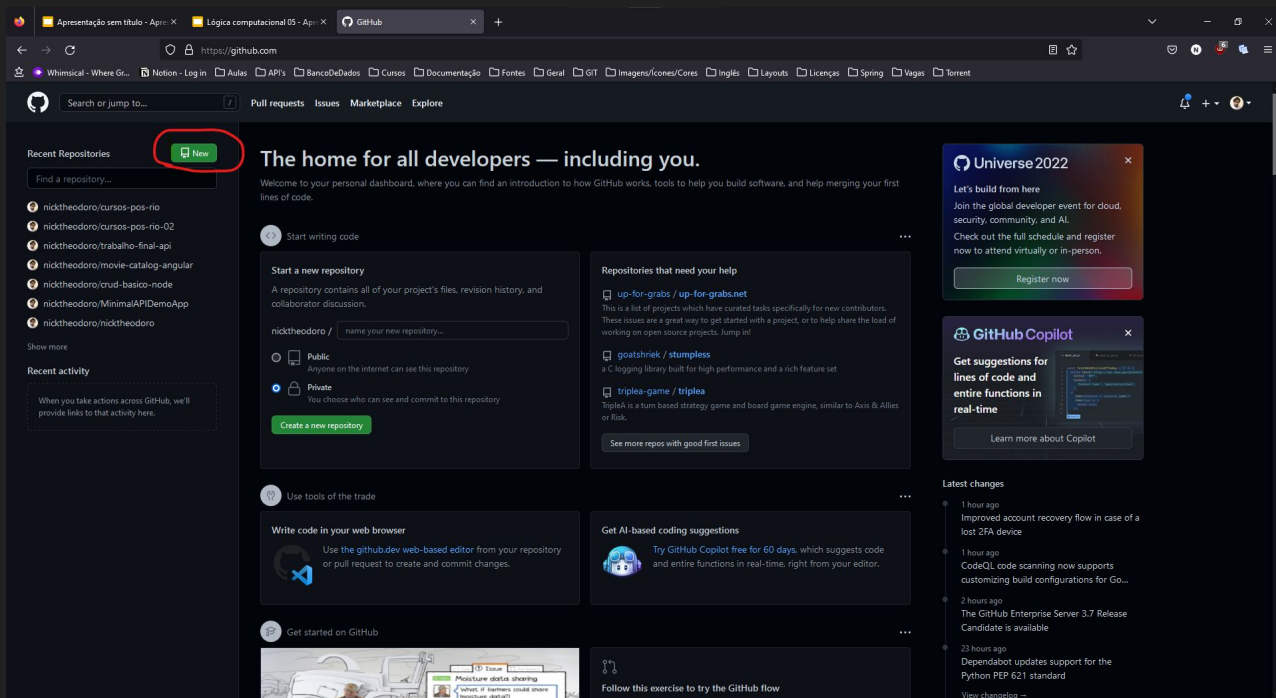 Apresentação sem título - Apre
Lógica computacional 05 - Apre
GitHub
https://github.com
6
Whimsical - Where Gr...
Notion - Log in
Aulas
API's
BancoDeDados
Cursos
Documentação
Fontes
Geral
GIT
Imagens/Ícones/Cores
Inglês
Layouts
Licenças
Spring
Vagas
Torrent
Search or jump to...
/
Pull requests
Issues
Marketplace
Explore
Recent Repositories
New
Find a repository...
nicktheodoro/cursos-pos-rio
nicktheodoro/cursos-pos-rio-02
nicktheodoro/trabalho-final-api
nicktheodoro/movie-catalog-angular
nicktheodoro/crud-basico-node
nicktheodoro/MinimalAPIDemoApp
nicktheodoro/nicktheodoro
Show more
Recent activity
When you take actions across GitHub, we'll
provide links to that activity here.
The home for all developers — including you.
Welcome to your personal dashboard, where you can find an introduction to how GitHub works, tools to help you build software, and help merging your first
lines of code.
Start writing code
Start a new repository
A repository contains all of your project's files, revision history, and
collaborator discussion.
nicktheodoro /
name your new repository...
Public
Anyone on the internet can see this repository
Private
You choose who can see and commit to this repository
Create a new repository
Repositories that need your help
up-for-grabs / up-for-grabs.net
This is a list of projects which have curated tasks specifically for new contributors.
These issues are a great way to get started with a project, or to help share the load of
working on open source projects. Jump in!
goatshriek / stumpless
a C logging library built for high performance and a rich feature set
triplea-game / triplea
TripleA is a turn based strategy game and board game engine, similar to Axis & Allies
or Risk.
See more repos with good first issues
Use tools of the trade
Write code in your web browser
Use the github.dev web-based editor from your repository
or pull request to create and commit changes.
Get AI-based coding suggestions
Try GitHub Copilot free for 60 days, which suggests code
and entire functions in real-time, right from your editor.
Get started on GitHub
Issue
Moisture data sharing
What if farmers could share
moisture data?!
Follow this exercise to try the GitHub flow
Universe 2022
Let's build from here
Join the global developer event for cloud,
security, community, and AI.
Check out the full schedule and register
now to attend virtually or in-person.
Register now
GitHub Copilot
Get suggestions for
lines of code and
entire functions in
real-time
Learn more about Copilot
Latest changes
1 hour ago
Improved account recovery flow in case of a
lost 2FA device
1 hour ago
CodeQL code scanning now supports
customizing build configurations for Go...
2 hours ago
The GitHub Enterprise Server 3.7 Release
Candidate is available
23 hours ago
Dependabot updates support for the
Python PEP 621 standard
View changelog →